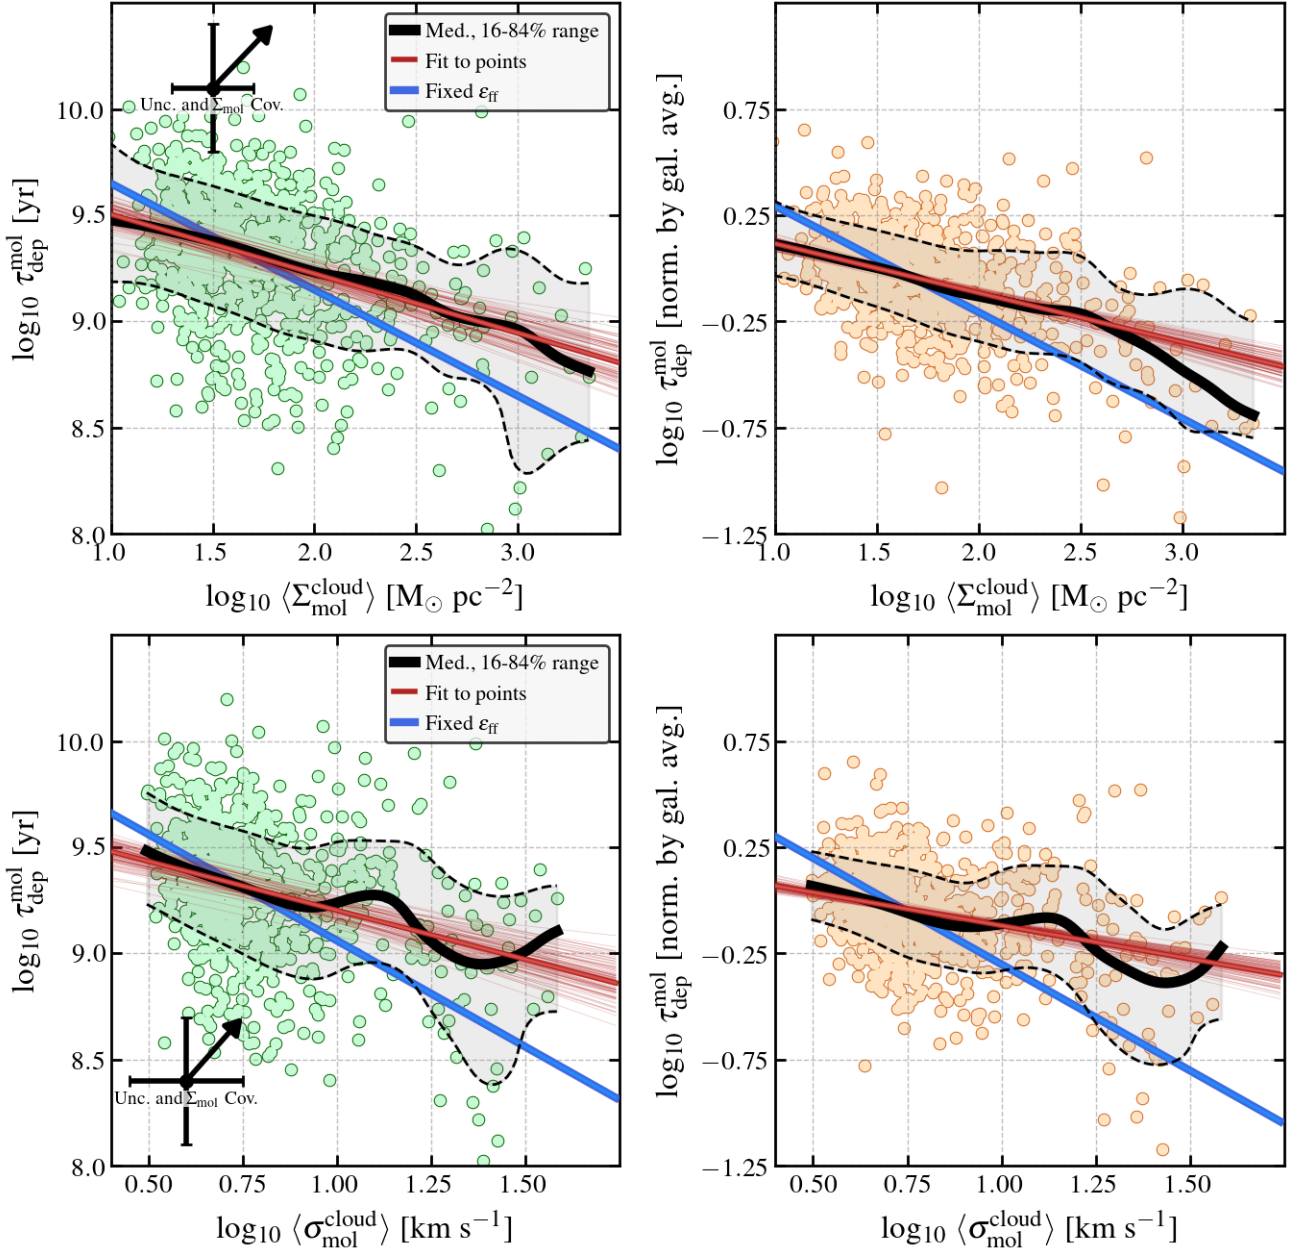 Med., 16-84% range
Fit to points
Fixed ε_ff
Unc. and Σ_mol Cov.
log₁₀ τ_dep^mol [yr]
10.0
9.5
9.0
8.5
8.0
1.0 1.5 2.0 2.5 3.0
log₁₀ ⟨Σ_mol^cloud⟩ [M_⊙ pc⁻²]
log₁₀ τ_dep^mol [norm. by gal. avg.]
0.75
0.25
−0.25
−0.75
−1.25
1.0 1.5 2.0 2.5 3.0
log₁₀ ⟨Σ_mol^cloud⟩ [M_⊙ pc⁻²]
Med., 16-84% range
Fit to points
Fixed ε_ff
Unc. and Σ_mol Cov.
log₁₀ τ_dep^mol [yr]
10.0
9.5
9.0
8.5
8.0
0.50 0.75 1.00 1.25 1.50
log₁₀ ⟨σ_mol^cloud⟩ [km s⁻¹]
log₁₀ τ_dep^mol [norm. by gal. avg.]
0.75
0.25
−0.25
−0.75
−1.25
0.50 0.75 1.00 1.25 1.50
log₁₀ ⟨σ_mol^cloud⟩ [km s⁻¹]